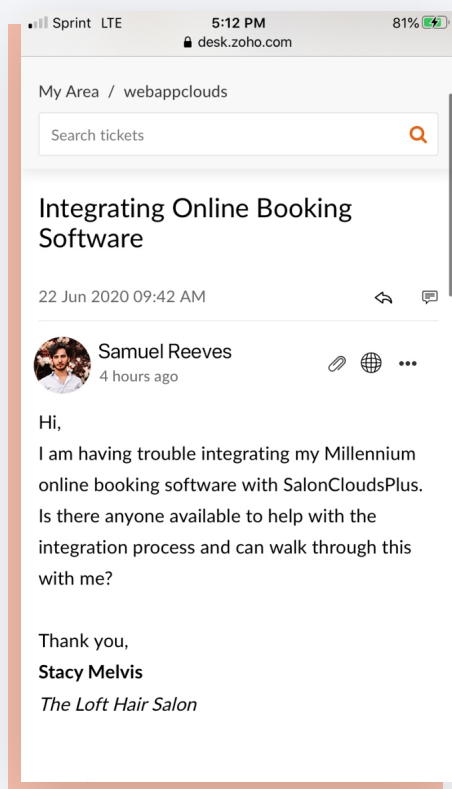 Sprint LTE 5:12 PM 81%
desk.zoho.com
My Area / webappclouds
Search tickets
Integrating Online Booking
Software
22 Jun 2020 09:42 AM
Samuel Reeves
4 hours ago
Hi,
I am having trouble integrating my Millennium
online booking software with SalonCloudsPlus.
Is there anyone available to help with the
integration process and can walk through this
with me?
Thank you,
Stacy Melvis
The Loft Hair Salon